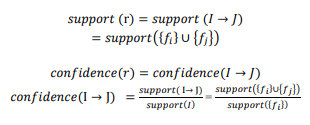 support (r) = support (I → J)
= support({fᵢ} ∪ {fⱼ})
confidence(r) = confidence(I → J)
confidence(I → J) = support(I→J) / support(I) = support({fᵢ}∪{fⱼ}) / support({fᵢ})